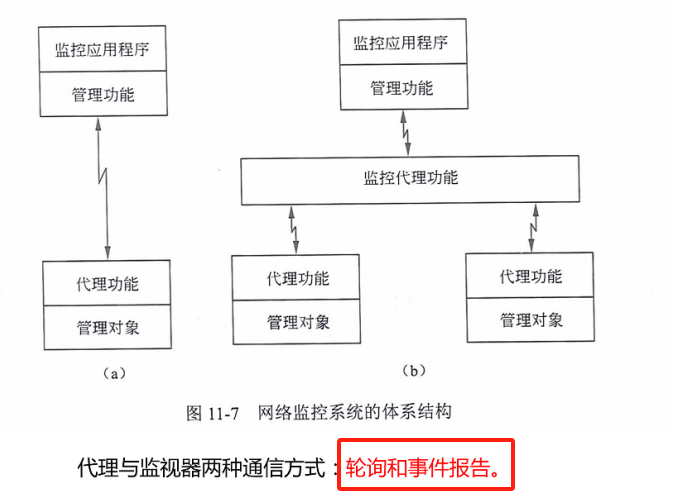 监控应用程序
管理功能
代理功能
管理对象
(a)
监控应用程序
管理功能
监控代理功能
代理功能
管理对象
代理功能
管理对象
(b)
图 11-7 网络监控系统的体系结构
代理与监视器两种通信方式：轮询和事件报告。